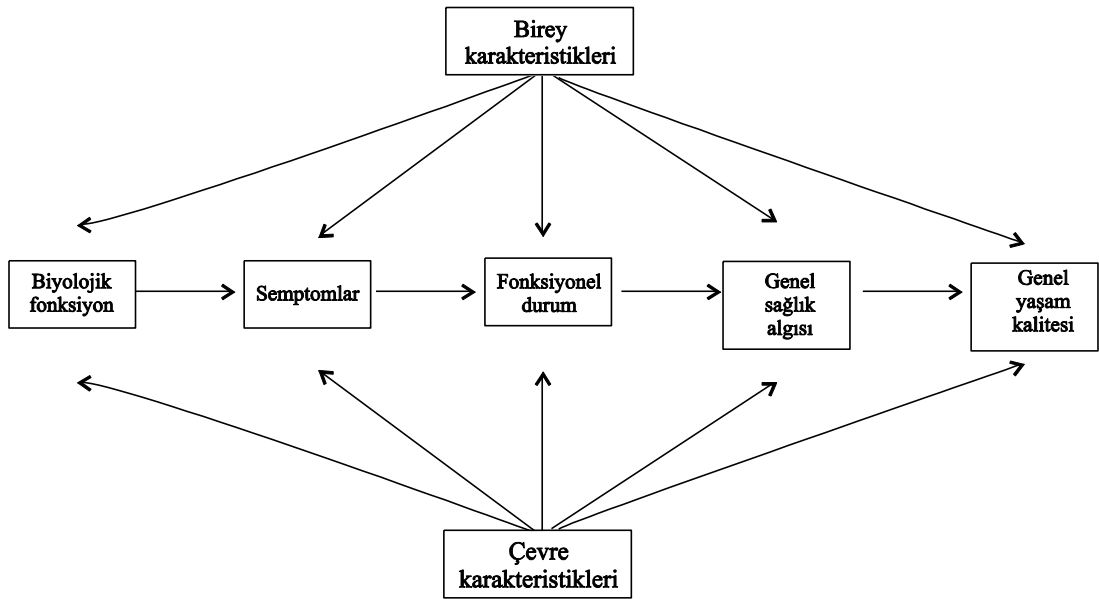 Birey
karakteristikleri
Biyolojik
fonksiyon
Semptomlar
Fonksiyonel
durum
Genel
sağlık
algısı
Genel
yaşam
kalitesi
Çevre
karakteristikleri